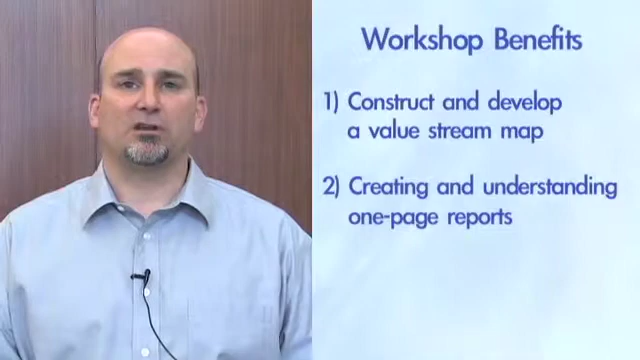 Workshop Benefits
1) Construct and develop
a value stream map
2) Creating and understanding
one-page reports